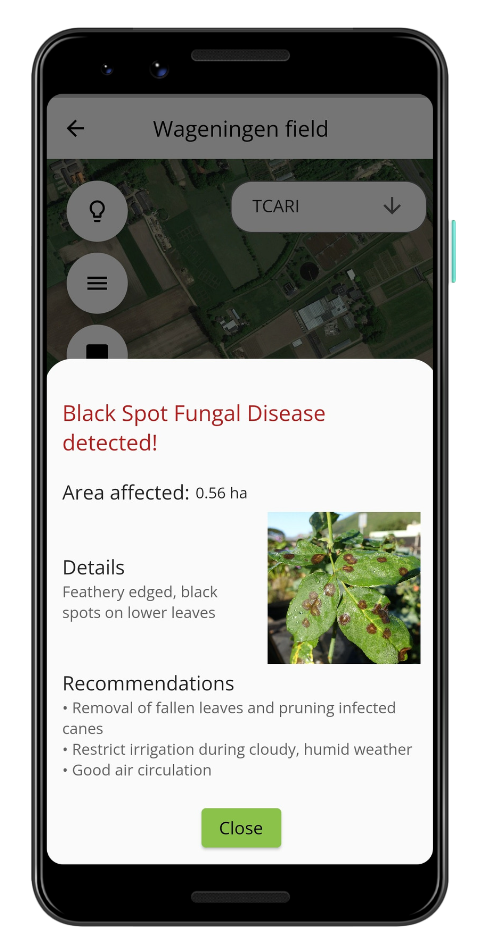 Wageningen field
TCARI
Black Spot Fungal Disease
detected!
Area affected: 0.56 ha
Details
Feathery edged, black
spots on lower leaves
Recommendations
• Removal of fallen leaves and pruning infected
canes
• Restrict irrigation during cloudy, humid weather
• Good air circulation
Close